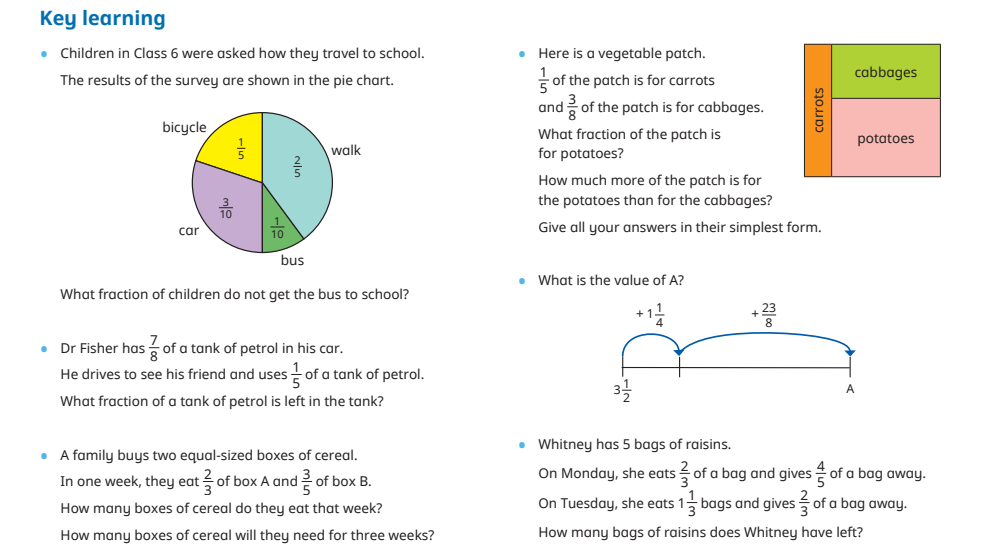 Key learning
• Children in Class 6 were asked how they travel to school.
The results of the survey are shown in the pie chart.
bicycle
1/5
2/5
walk
3/10
1/10
car
bus
What fraction of children do not get the bus to school?
• Dr Fisher has 7/8 of a tank of petrol in his car.
He drives to see his friend and uses 1/5 of a tank of petrol.
What fraction of a tank of petrol is left in the tank?
• A family buys two equal-sized boxes of cereal.
In one week, they eat 2/3 of box A and 3/5 of box B.
How many boxes of cereal do they eat that week?
How many boxes of cereal will they need for three weeks?
• Here is a vegetable patch.
1/5 of the patch is for carrots
and 3/8 of the patch is for cabbages.
What fraction of the patch is
for potatoes?
How much more of the patch is for
the potatoes than for the cabbages?
Give all your answers in their simplest form.
carrots
cabbages
potatoes
• What is the value of A?
+ 1 1/4
+ 23/8
3 1/2
A
• Whitney has 5 bags of raisins.
On Monday, she eats 2/3 of a bag and gives 4/5 of a bag away.
On Tuesday, she eats 1 1/3 bags and gives 2/3 of a bag away.
How many bags of raisins does Whitney have left?